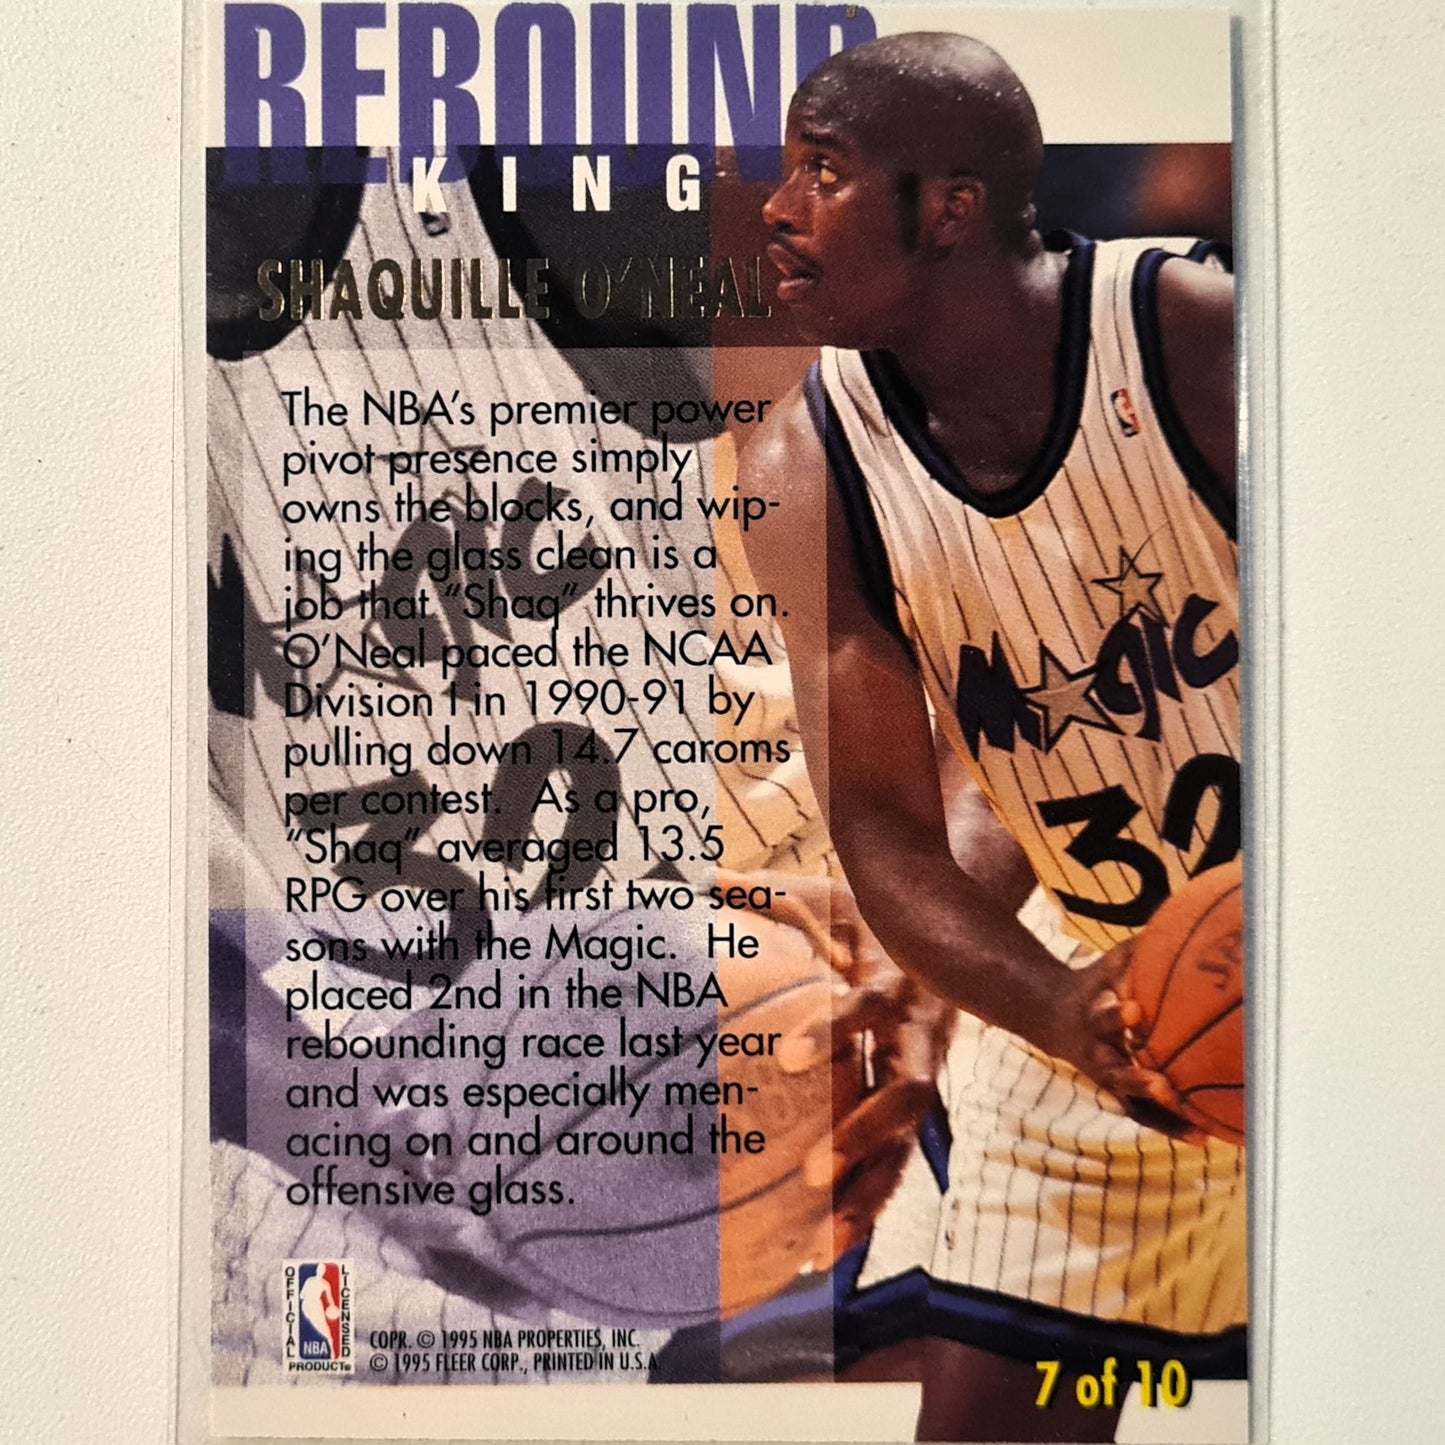 REBOUND
KING
SHAQUILLE O'NEAL
The NBA's premier power
pivot presence simply
owns the blocks, and wip-
ing the glass clean is a
job that "Shaq" thrives on.
O'Neal paced the NCAA
Division I in 1990-91 by
pulling down 14.7 caroms
per contest.  As a pro,
"Shaq" averaged 13.5
RPG over his first two sea-
sons with the Magic.  He
placed 2nd in the NBA
rebounding race last year
and was especially men-
acing on and around the
offensive glass.
OFFICIAL
LICENSED
NBA
PRODUCT®
COPR. © 1995 NBA PROPERTIES, INC.
© 1995 FLEER CORP., PRINTED IN U.S.A.
7 of 10
Magic
32
Magic
32